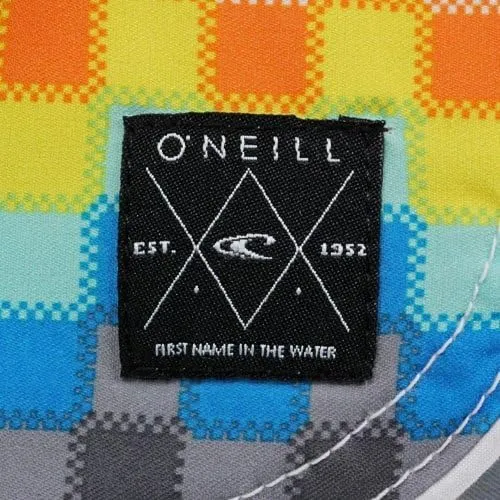 O'NEILL
EST. 1952
FIRST NAME IN THE WATER